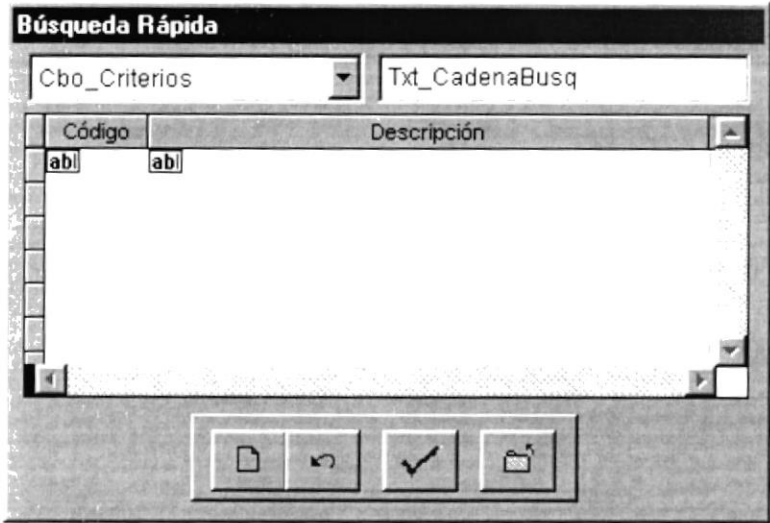 Búsqueda Rápida
Cbo_Criterios Txt_CadenaBusq
Código Descripción
abl abl